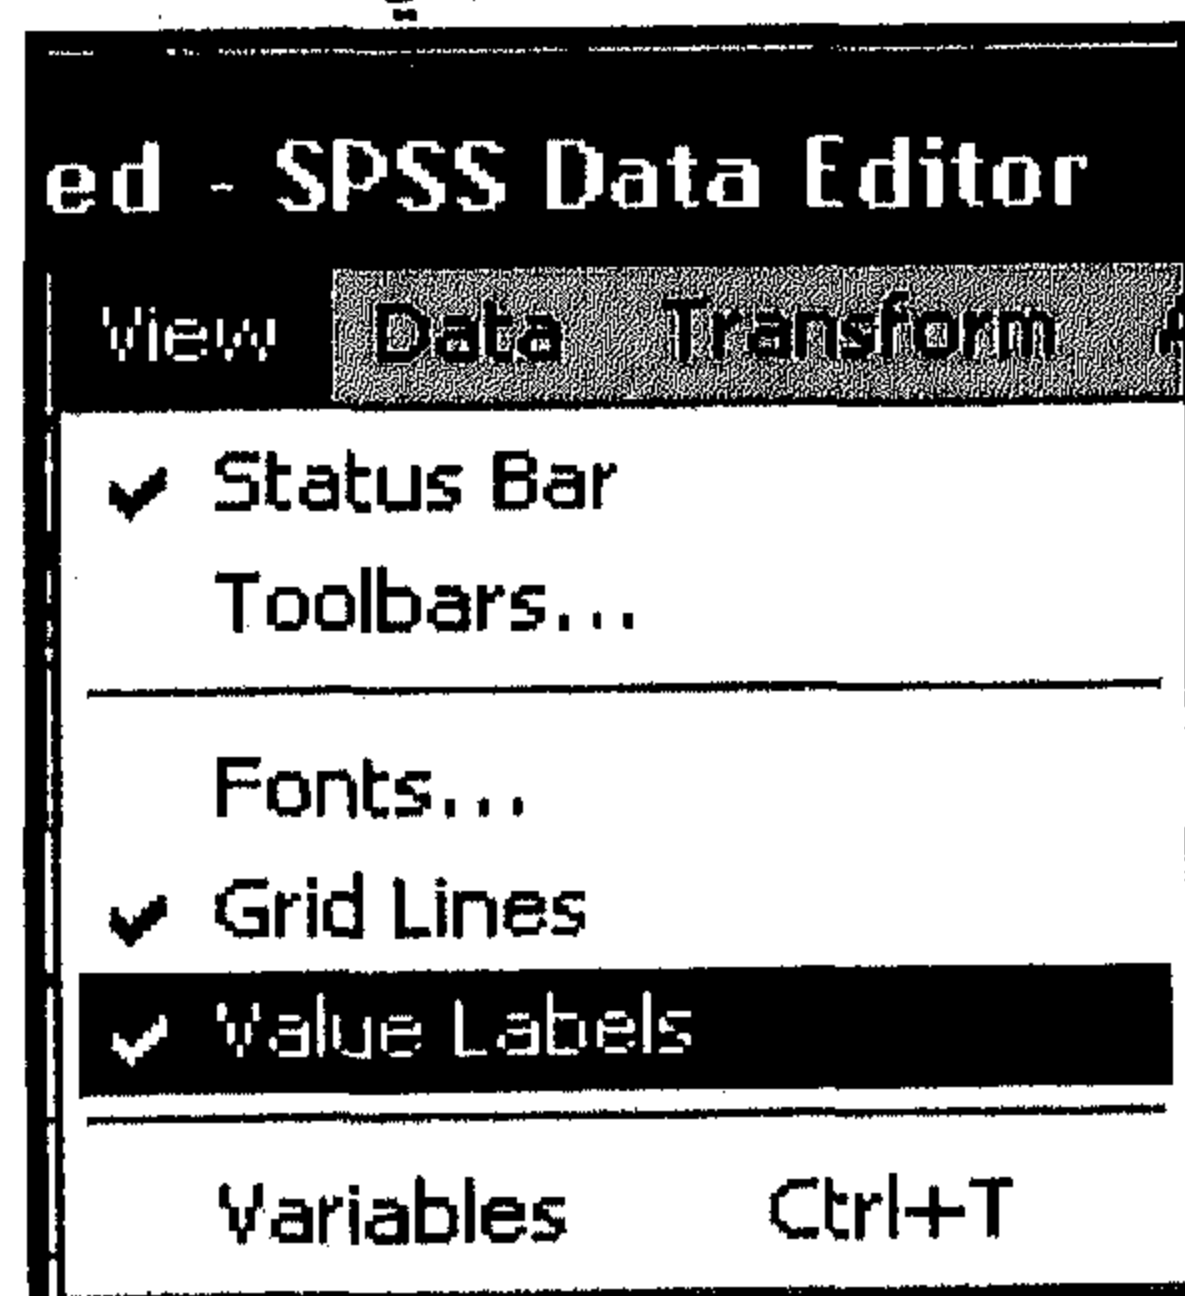 ed - SPSS Data Editor
View Data Transform
Status Bar
Toolbars...
Fonts...
Grid Lines
Value Labels
Variables Ctrl+T